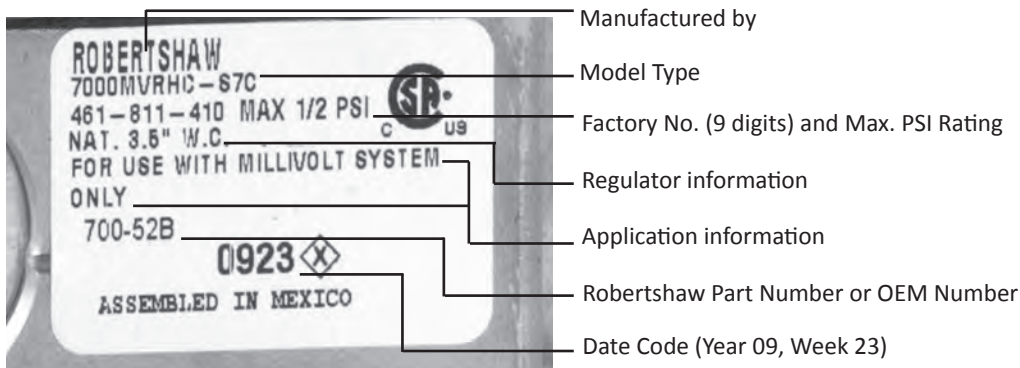 ROBERTSHAW
7000MVRHC-S7C
461-811-410 MAX 1/2 PSI
NAT. 3.5" W.C.
FOR USE WITH MILLIVOLT SYSTEM
ONLY
700-52B
0923 X
ASSEMBLED IN MEXICO
C SA US
Manufactured by
Model Type
Factory No. (9 digits) and Max. PSI Rating
Regulator information
Application information
Robertshaw Part Number or OEM Number
Date Code (Year 09, Week 23)